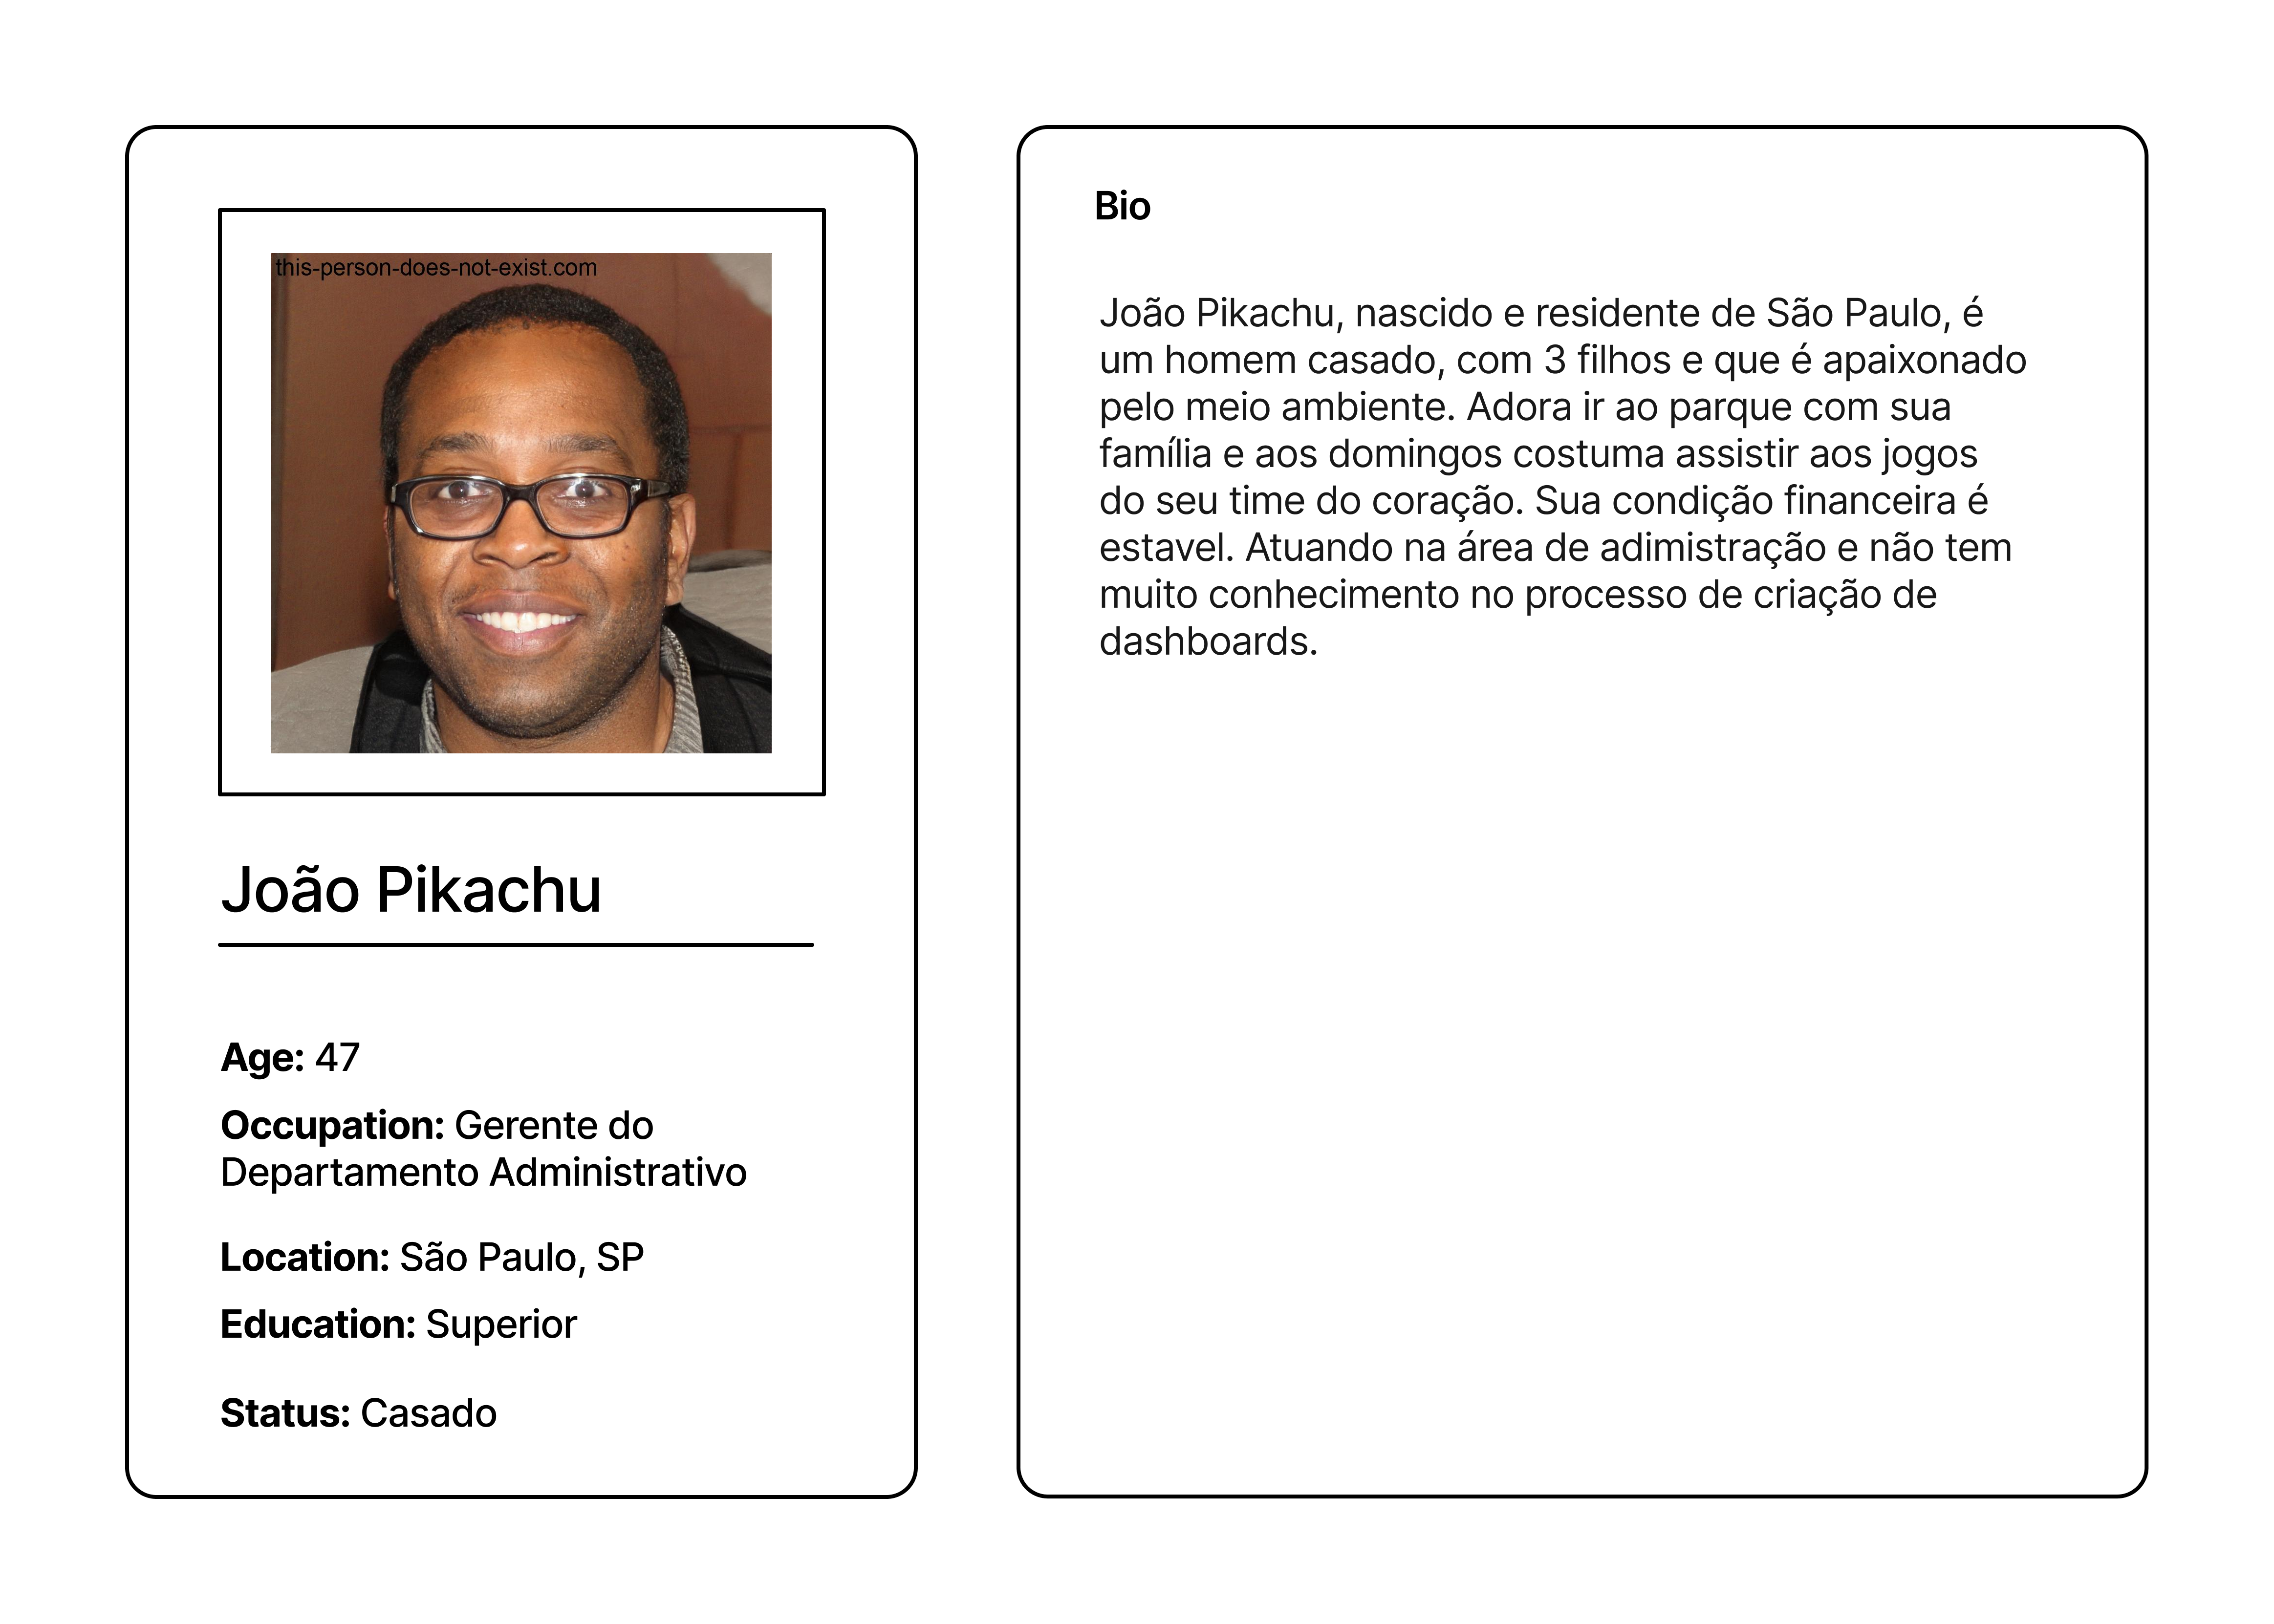 this-person-does-not-exist.com
João Pikachu
Age: 47
Occupation: Gerente do
Departamento Administrativo
Location: São Paulo, SP
Education: Superior
Status: Casado
Bio
João Pikachu, nascido e residente de São Paulo, é
um homem casado, com 3 filhos e que é apaixonado
pelo meio ambiente. Adora ir ao parque com sua
família e aos domingos costuma assistir aos jogos
do seu time do coração. Sua condição financeira é
estavel. Atuando na área de adimistração e não tem
muito conhecimento no processo de criação de
dashboards.